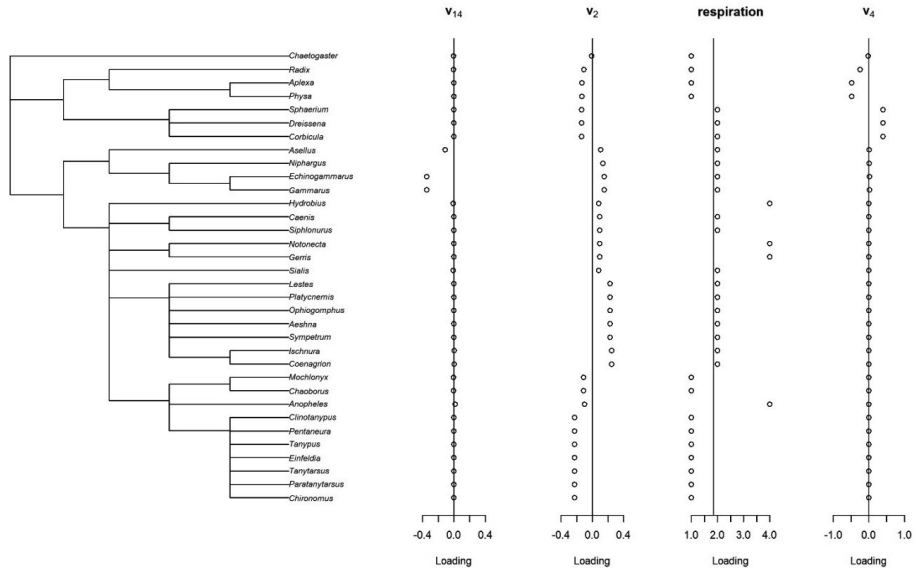 v14 v2 respiration v4
Chaetogaster
Radix
Aplexa
Physa
Sphaerium
Dreissena
Corbicula
Asellus
Niphargus
Echinogammarus
Gammarus
Hydrobius
Caenis
Siphlonurus
Notonecta
Gerris
Sialis
Lestes
Platycnemis
Ophiogomphus
Aeshna
Sympetrum
Ischnura
Coenagrion
Mochlonyx
Chaoborus
Anopheles
Clinotanypus
Pentaneura
Tanypus
Einfeldia
Tanytarsus
Paratanytarsus
Chironomus
-0.4 0.0 0.4 -0.4 0.0 0.4 1.0 2.0 3.0 4.0 -1.0 0.0 1.0
Loading Loading Loading Loading